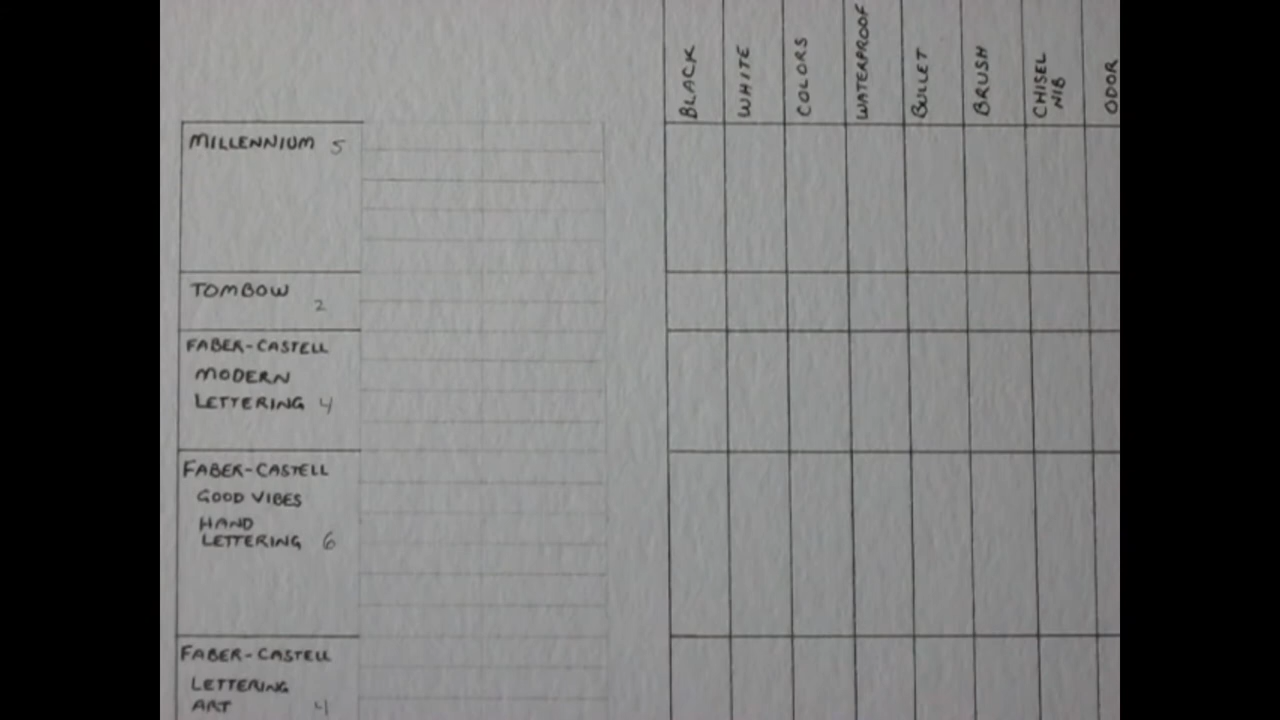 BLACK
WHITE
COLORS
WATERPROOF
BULLET
BRUSH
CHISEL
NIB
ODOR
MILLENNIUM 5
TOMBOW
2
FABER-CASTELL
MODERN
LETTERING 4
FABER-CASTELL
GOOD VIBES
HAND
LETTERING 6
FABER-CASTELL
LETTERING
ART 4